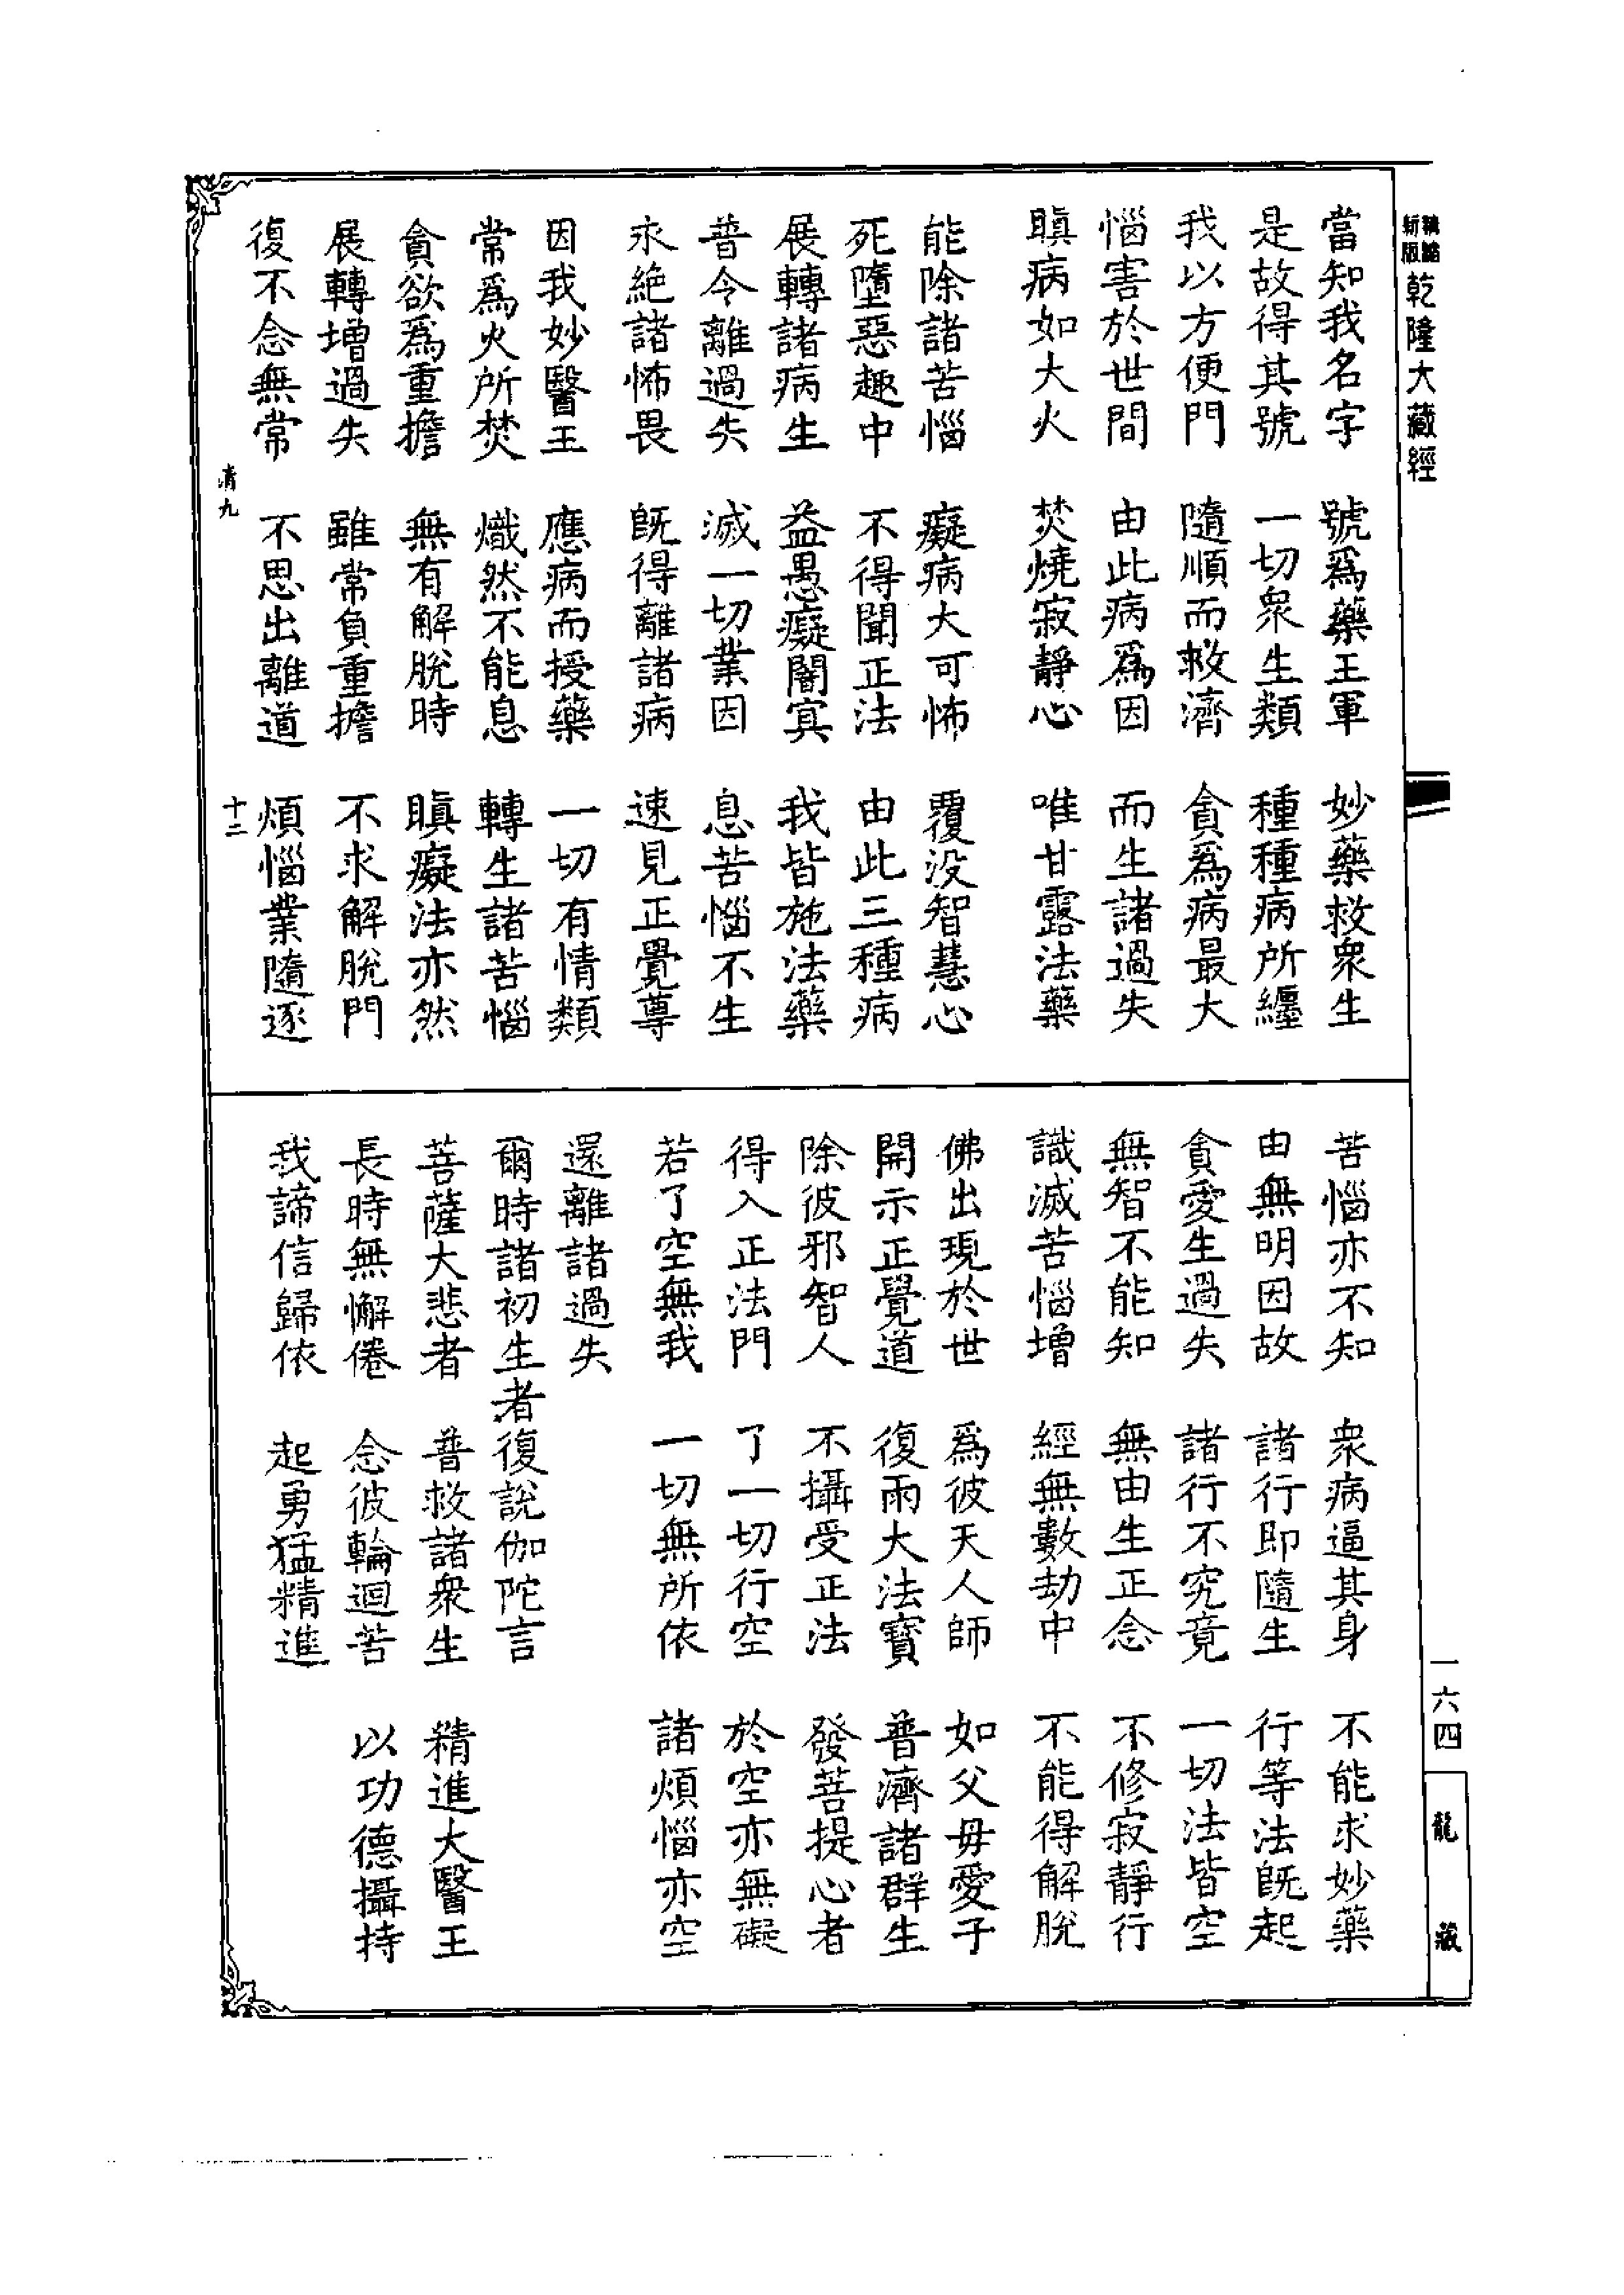 乾隆大藏經
當知我名字　號爲藥王軍　妙藥救衆生
是故得其號　一切衆生類　種種病所纏
我以方便門　隨順而救濟　貪爲病最大
惱害於世間　由此病爲因　而生諸過失
瞋病如大火　焚燒寂靜心　唯甘露法藥
能除諸苦惱　癡病大可怖　覆没智慧心
死墮惡趣中　不得聞正法　由此三種病
展轉諸病生　益愚癡闇冥　我皆施法藥
普令離過失　滅一切業因　息苦惱不生
永絶諸怖畏　旣得離諸病　速見正覺尊
因我妙醫王　應病而授藥　一切有情類
常爲火所焚　熾然不能息　轉生諸苦惱
貪欲爲重擔　無有解脫時　瞋癡法亦然
展轉增過失　雖常負重擔　不求解脫門
復不念無常　不思出離道　煩惱業隨逐
清九　十二
苦惱亦不知　衆病逼其身　不能求妙藥
由無明因故　諸行即隨生　行等法旣起
貪愛生過失　諸行不究竟　一切法皆空
無智不能知　無由生正念　不修寂靜行
識滅苦惱增　經無數劫中　不能得解脫
佛出現於世　爲彼天人師　如父母愛子
開示正覺道　復雨大法寶　普濟諸群生
除彼邪智人　不攝受正法　發菩提心者
得入正法門　了一切行空　於空亦無礙
若了空無我　一切無所依　諸煩惱亦空
還離諸過失
爾時諸初生者復說伽陀言
菩薩大悲者　普救諸衆生　精進大醫王
長時無懈倦　念彼輪迴苦　以功德攝持
我諦信歸依　起勇猛精進
一六四
龍藏